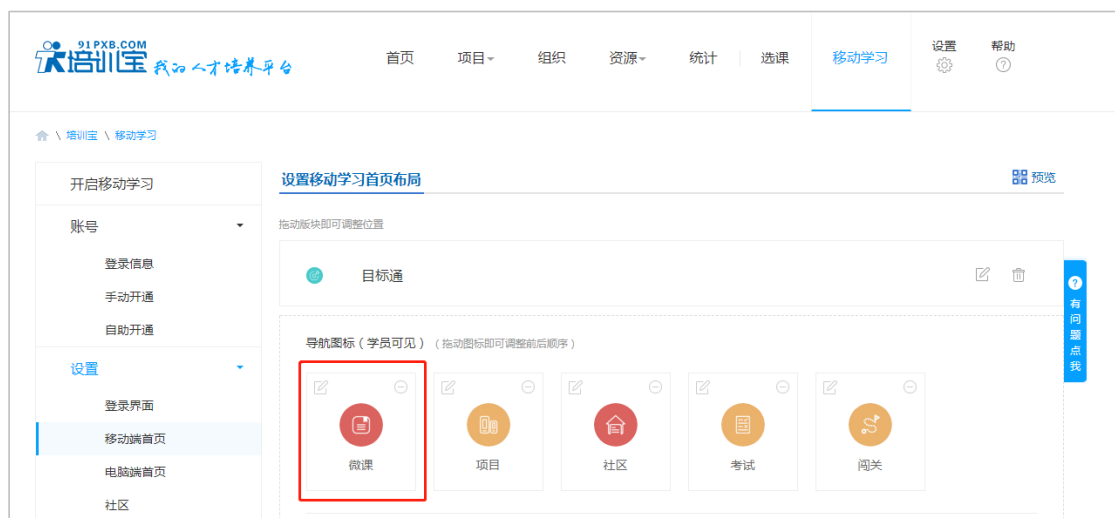 91PXB.COM
培训宝 我的人才培养平台
首页 项目 组织 资源 统计 选课 移动学习 设置 帮助
\ 培训宝 \ 移动学习
开启移动学习
账号
登录信息
手动开通
自助开通
设置
登录界面
移动端首页
电脑端首页
社区
设置移动学习首页布局 预览
拖动版块即可调整位置
目标通
导航图标（学员可见）（拖动图标即可调整前后顺序）
微课 项目 社区 考试 闯关
?
有问题点我